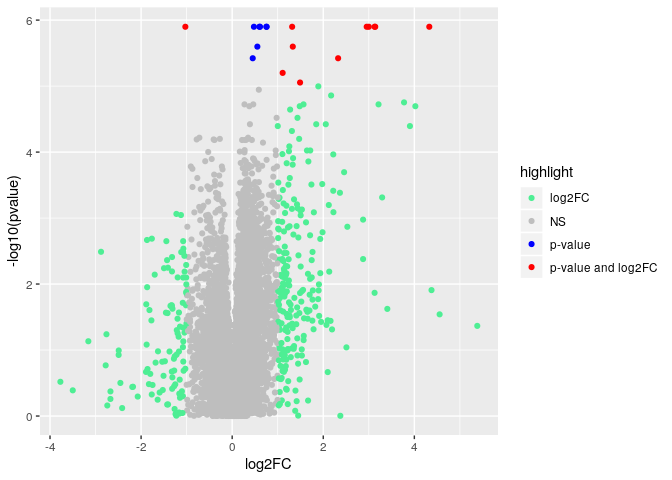 6
4
2
0
-log10(pvalue)
-4
-2
0
2
4
log2FC
highlight
log2FC
NS
p-value
p-value and log2FC